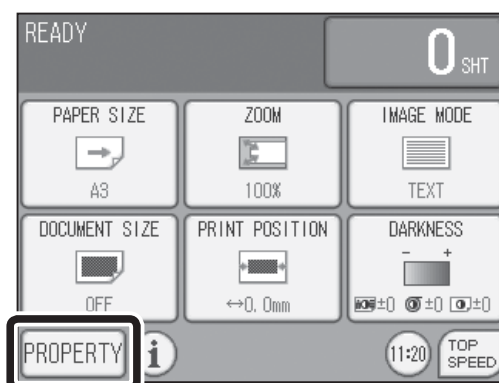 READY
0 SHT
PAPER SIZE ZOOM IMAGE MODE
A3 100% TEXT
DOCUMENT SIZE PRINT POSITION DARKNESS
- +
OFF ↔0.0mm ±0 ±0 ±0
PROPERTY i 11:20 TOP
SPEED